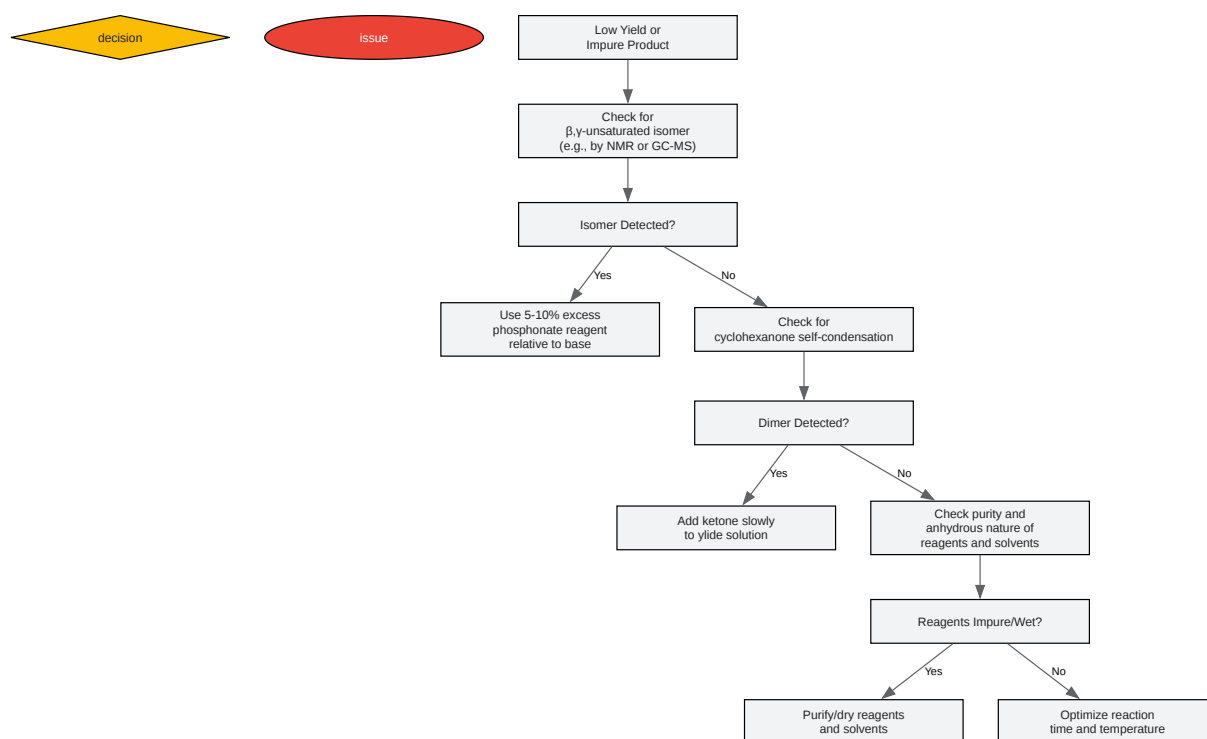 decision
issue
Low Yield or
Impure Product
Check for
β,γ-unsaturated isomer
(e.g., by NMR or GC-MS)
Isomer Detected?
Yes
No
Use 5-10% excess
phosphonate reagent
relative to base
Check for
cyclohexanone self-condensation
Dimer Detected?
Yes
No
Add ketone slowly
to ylide solution
Check purity and
anhydrous nature of
reagents and solvents
Reagents Impure/Wet?
Yes
No
Purify/dry reagents
and solvents
Optimize reaction
time and temperature